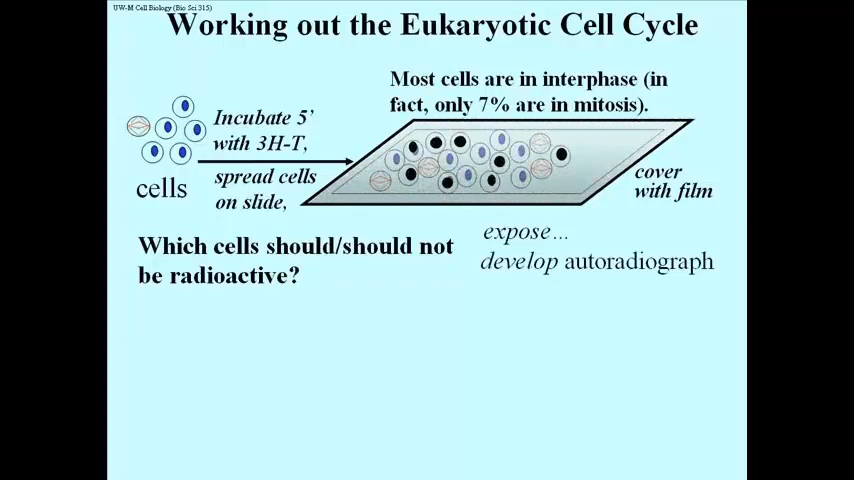 UW-M Cell Biology (Bio Sci 315)
Working out the Eukaryotic Cell Cycle
Most cells are in interphase (in
fact, only 7% are in mitosis).
Incubate 5’
with 3H-T,
spread cells
on slide,
cells
cover
with film
Which cells should/should not
be radioactive?
expose…
develop autoradiograph